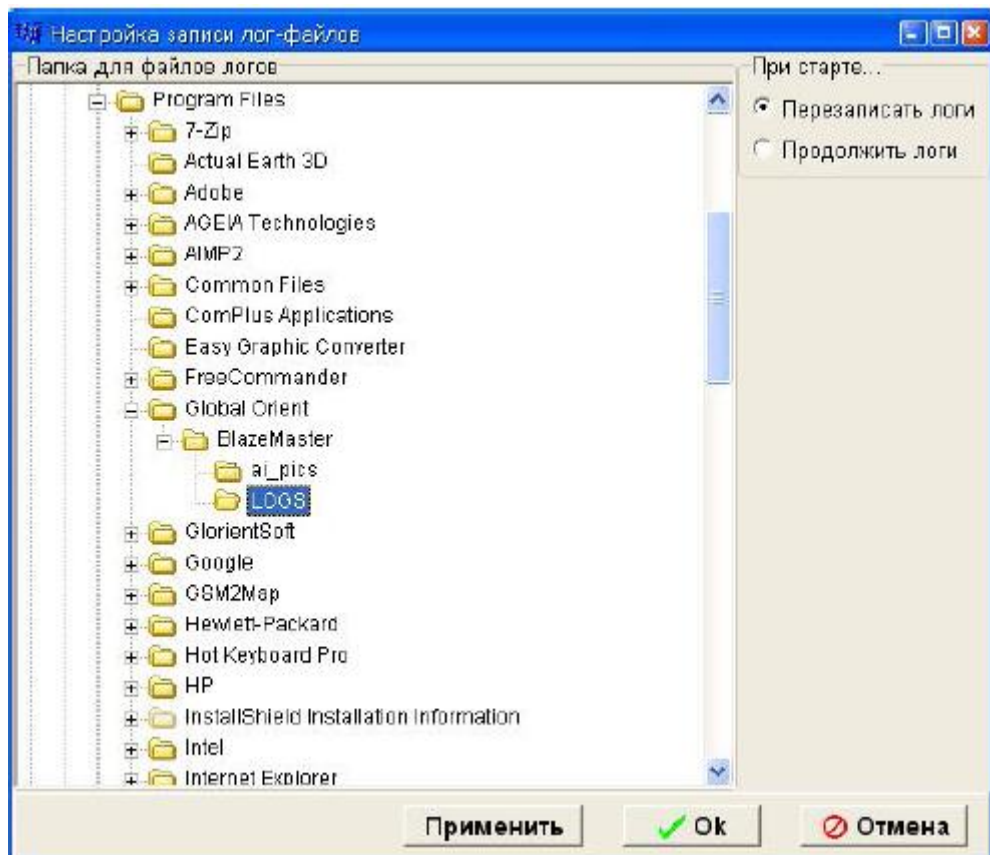 Настройка записи лог-файлов
Папка для файлов логов
Program Files
7-Zip
Actual Earth 3D
Adobe
AGEIA Technologies
AIMP2
Common Files
ComPlus Applications
Easy Graphic Converter
FreeCommander
Global Orient
BlazeMaster
ai_pics
LOGS
GlorientSoft
Google
GSM2Map
Hewlett-Packard
Hot Keyboard Pro
HP
InstallShield Installation Information
Intel
Internet Explorer
При старте...
Перезаписать логи
Продолжить логи
Применить
Ok
Отмена